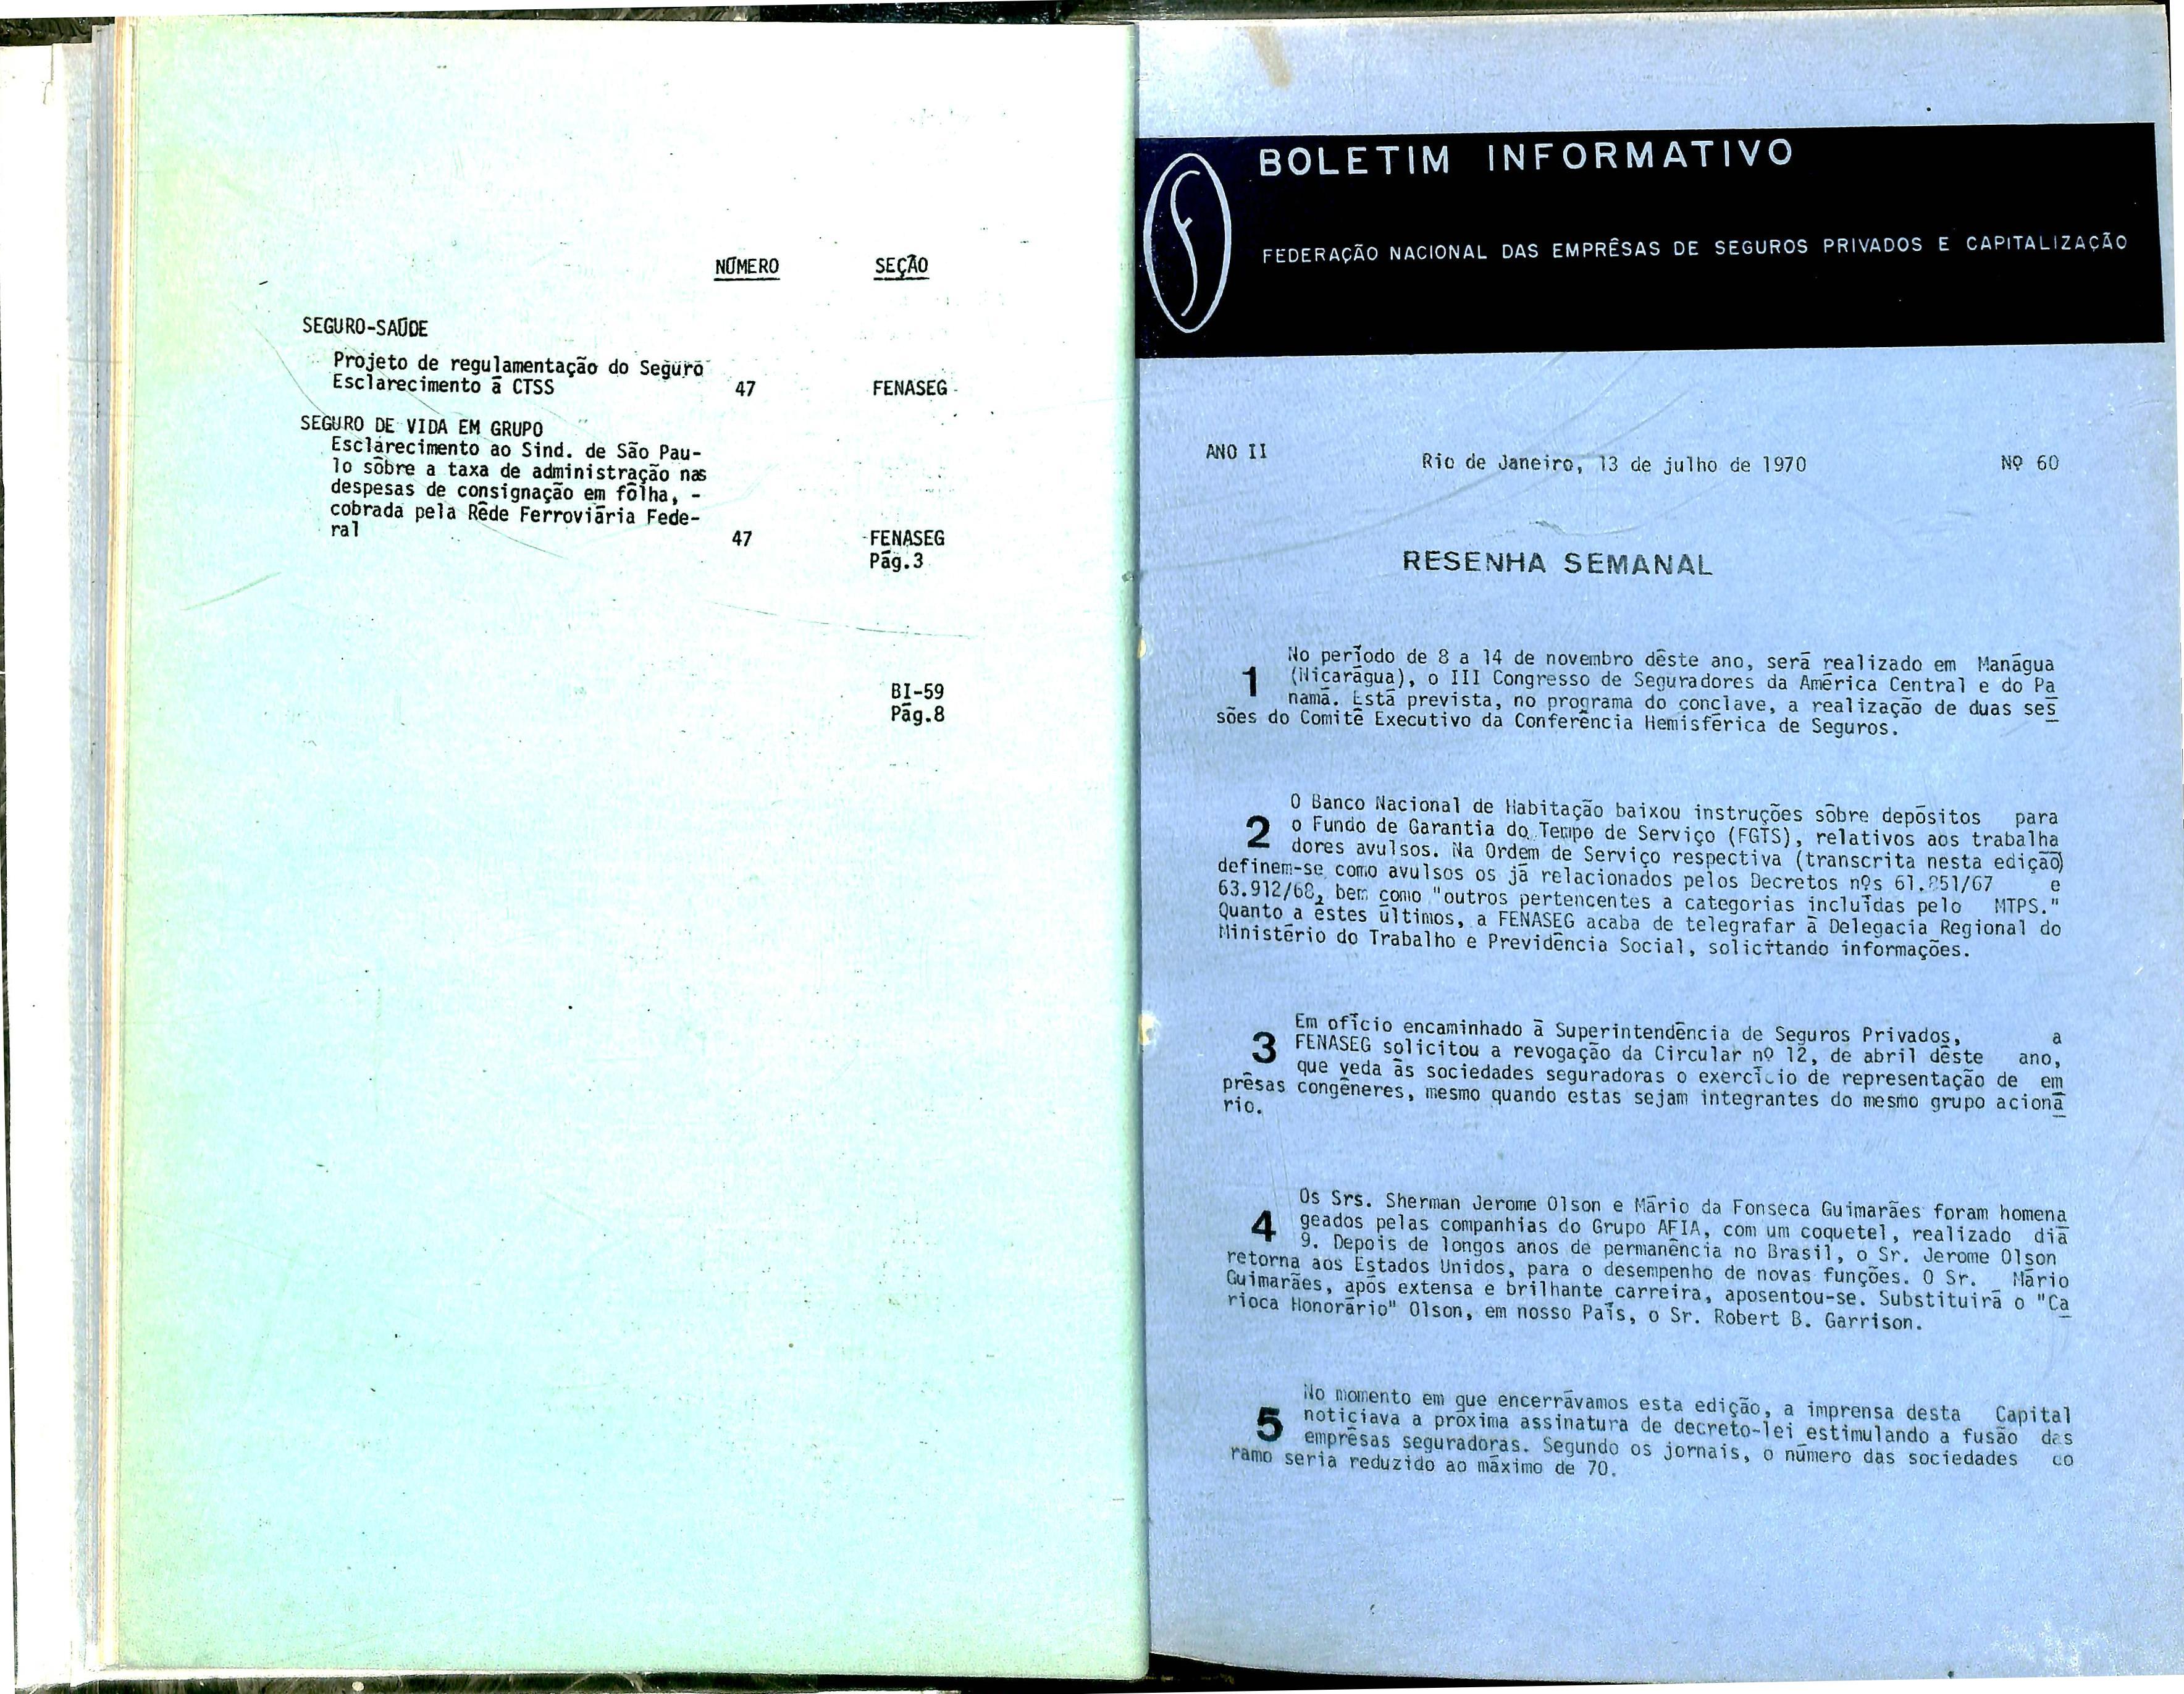 NÚMERO SEÇÃO
SEGURO-SAÚDE
Projeto de regulamentação do Seguro
Esclarecimento ã CTSS 47 FENASEG
SEGURO DE VIDA EM GRUPO
Esclarecimento ao Sind. de São Pau-
lo sôbre a taxa de administração nas
despesas de consignação em fôlha, -
cobrada pela Rêde Ferroviária Fede-
ral 47 FENASEG
Pág.3
BI-59
Pág.8
BOLETIM INFORMATIVO
FEDERAÇÃO NACIONAL DAS EMPRÊSAS DE SEGUROS PRIVADOS E CAPITALIZAÇÃO
ANO II Rio de Janeiro, 13 de julho de 1970 Nº 60
RESENHA SEMANAL
No período de 8 a 14 de novembro dêste ano, será realizado em Manágua
1 (Nicarágua), o III Congresso de Seguradores da América Central e do Pa
namá. Está prevista, no programa do conclave, a realização de duas ses
sões do Comitê Executivo da Conferência Hemisférica de Seguros.
O Banco Nacional de Habitação baixou instruções sôbre depósitos para
2 o Fundo de Garantia do Tempo de Serviço (FGTS), relativos aos trabalha
dores avulsos. Na Ordem de Serviço respectiva (transcrita nesta edição)
definem-se como avulsos os já relacionados pelos Decretos nºs 61.851/67 e
63.912/68, bem como "outros pertencentes a categorias incluídas pelo MTPS."
Quanto a êstes últimos, a FENASEG acaba de telegrafar à Delegacia Regional do
Ministério do Trabalho e Previdência Social, solicitando informações.
Em ofício encaminhado à Superintendência de Seguros Privados, a
3 FENASEG solicitou a revogação da Circular nº 12, de abril dêste ano,
que veda às sociedades seguradoras o exercício de representação de em
prêsas congêneres, mesmo quando estas sejam integrantes do mesmo grupo acioná
rio.
Os Srs. Sherman Jerome Olson e Mário da Fonseca Guimarães foram homena
4 geados pelas companhias do Grupo AFIA, com um coquetel, realizado dia
9. Depois de longos anos de permanência no Brasil, o Sr. Jerome Olson
retorna aos Estados Unidos, para o desempenho de novas funções. O Sr. Mário
Guimarães, após extensa e brilhante carreira, aposentou-se. Substituirá o "Ca
rioca Honorário" Olson, em nosso País, o Sr. Robert B. Garrison.
No momento em que encerrávamos esta edição, a imprensa desta Capital
5 noticiava a próxima assinatura de decreto-lei estimulando a fusão das
emprêsas seguradoras. Segundo os jornais, o número das sociedades do
ramo seria reduzido ao máximo de 70.